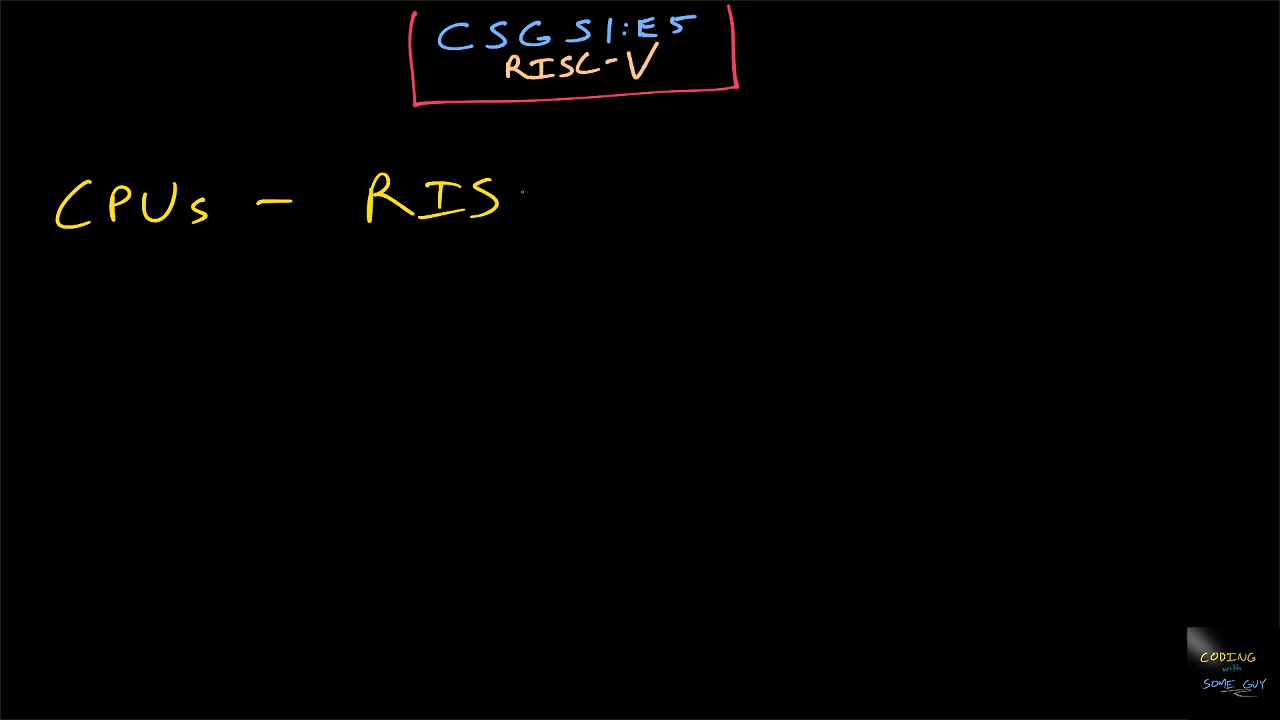 CSG S1:E5
RISC-V
CPUs - RIS
CODING
with
SOME GUY